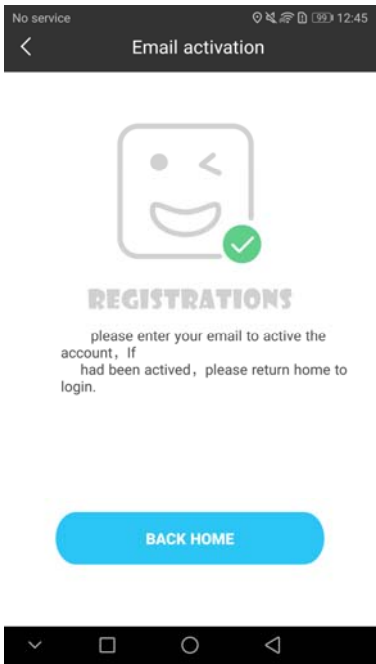 No service
99 12:45
Email activation
REGISTRATIONS
please enter your email to active the
account，If
had been actived，please return home to
login.
BACK HOME